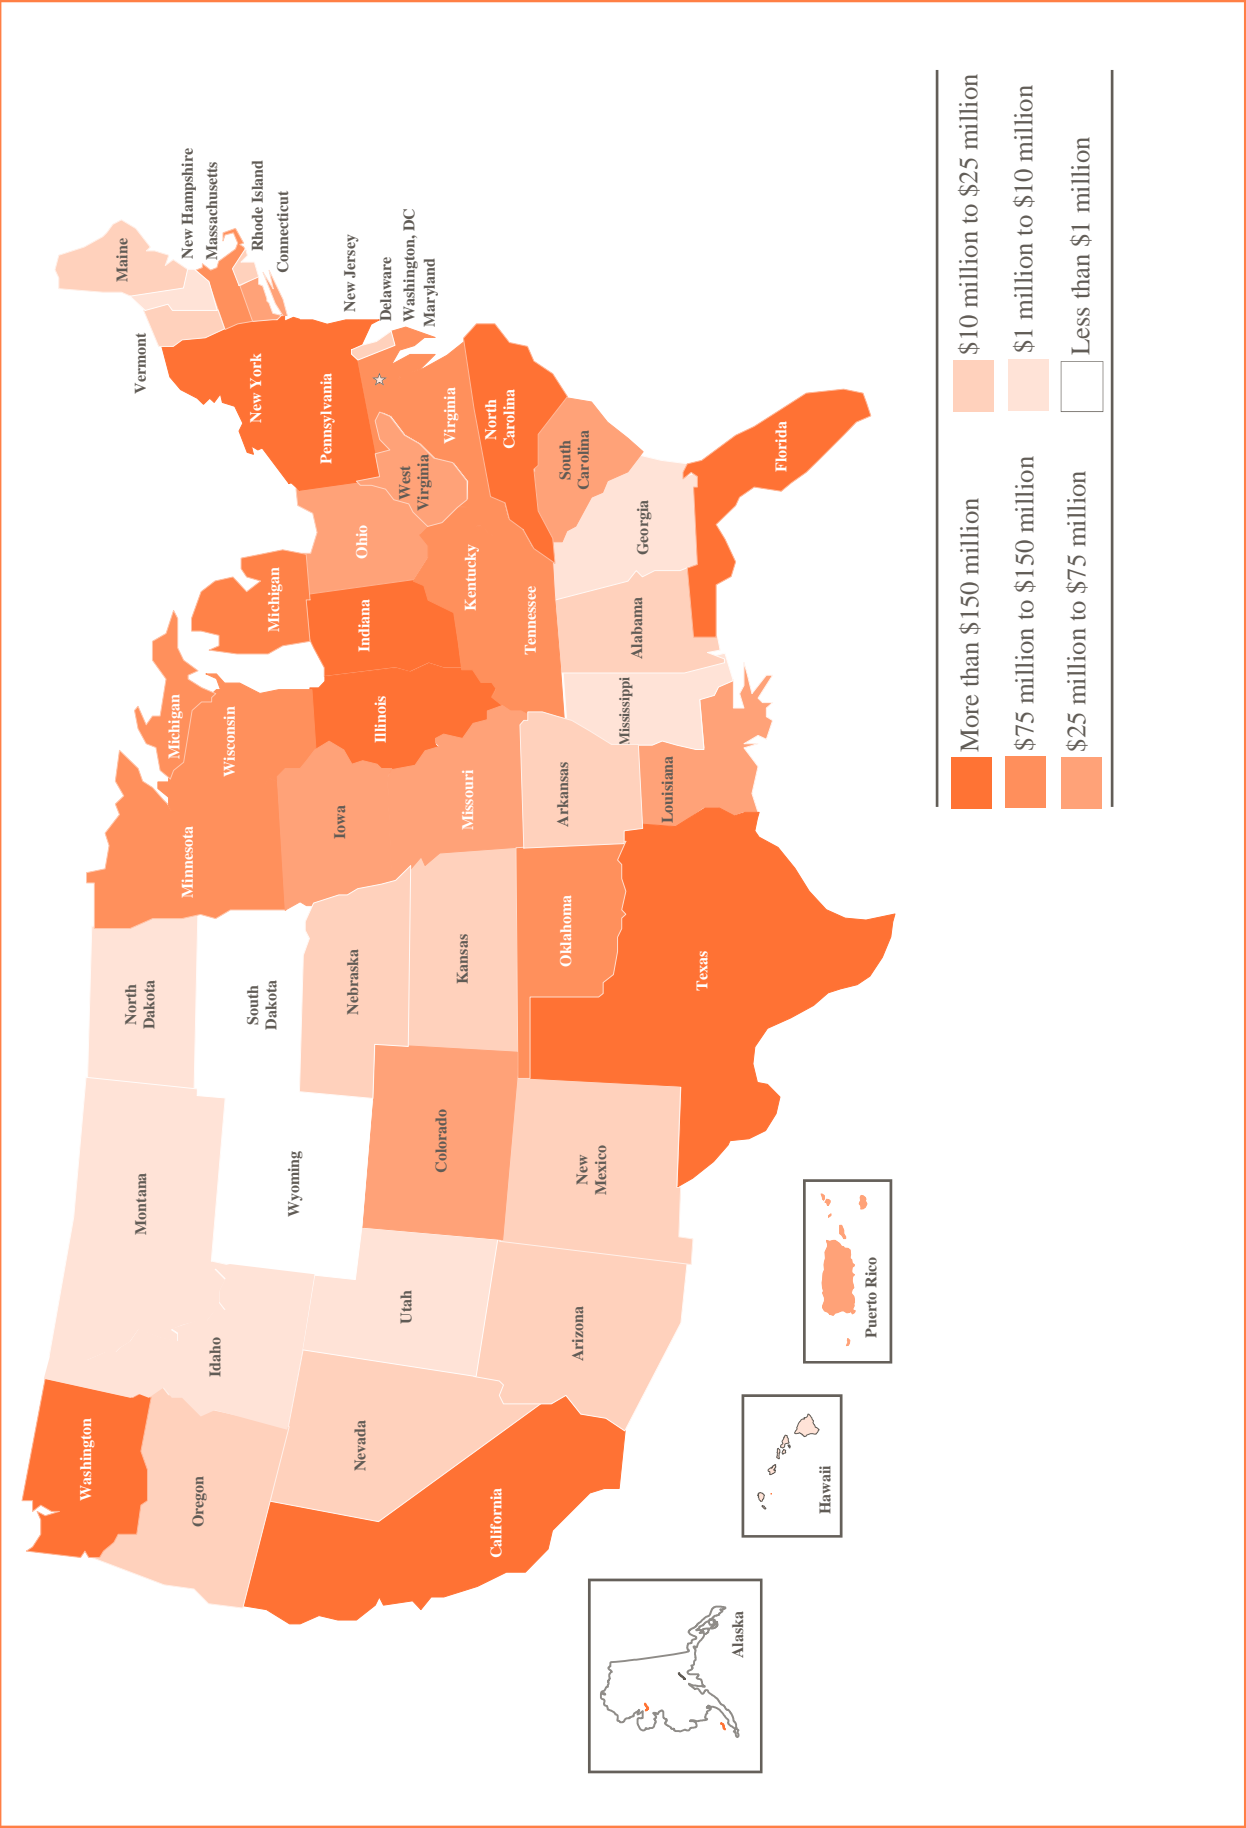 Washington
Montana
North
Dakota
Minnesota
Michigan
Wisconsin
Michigan
Vermont
Maine
New Hampshire
Massachusetts
Rhode Island
Connecticut
New York
Pennsylvania
New Jersey
Delaware
Washington, DC
Maryland
Oregon
Idaho
Wyoming
South
Dakota
Nebraska
Iowa
Illinois
Indiana
Ohio
West
Virginia
Virginia
Nevada
Utah
Colorado
Kansas
Missouri
Kentucky
North
Carolina
California
Arizona
New
Mexico
Oklahoma
Arkansas
Tennessee
South
Carolina
Texas
Louisiana
Mississippi
Alabama
Georgia
Florida
Alaska
Hawaii
Puerto Rico
More than $150 million
$75 million to $150 million
$25 million to $75 million
$10 million to $25 million
$1 million to $10 million
Less than $1 million